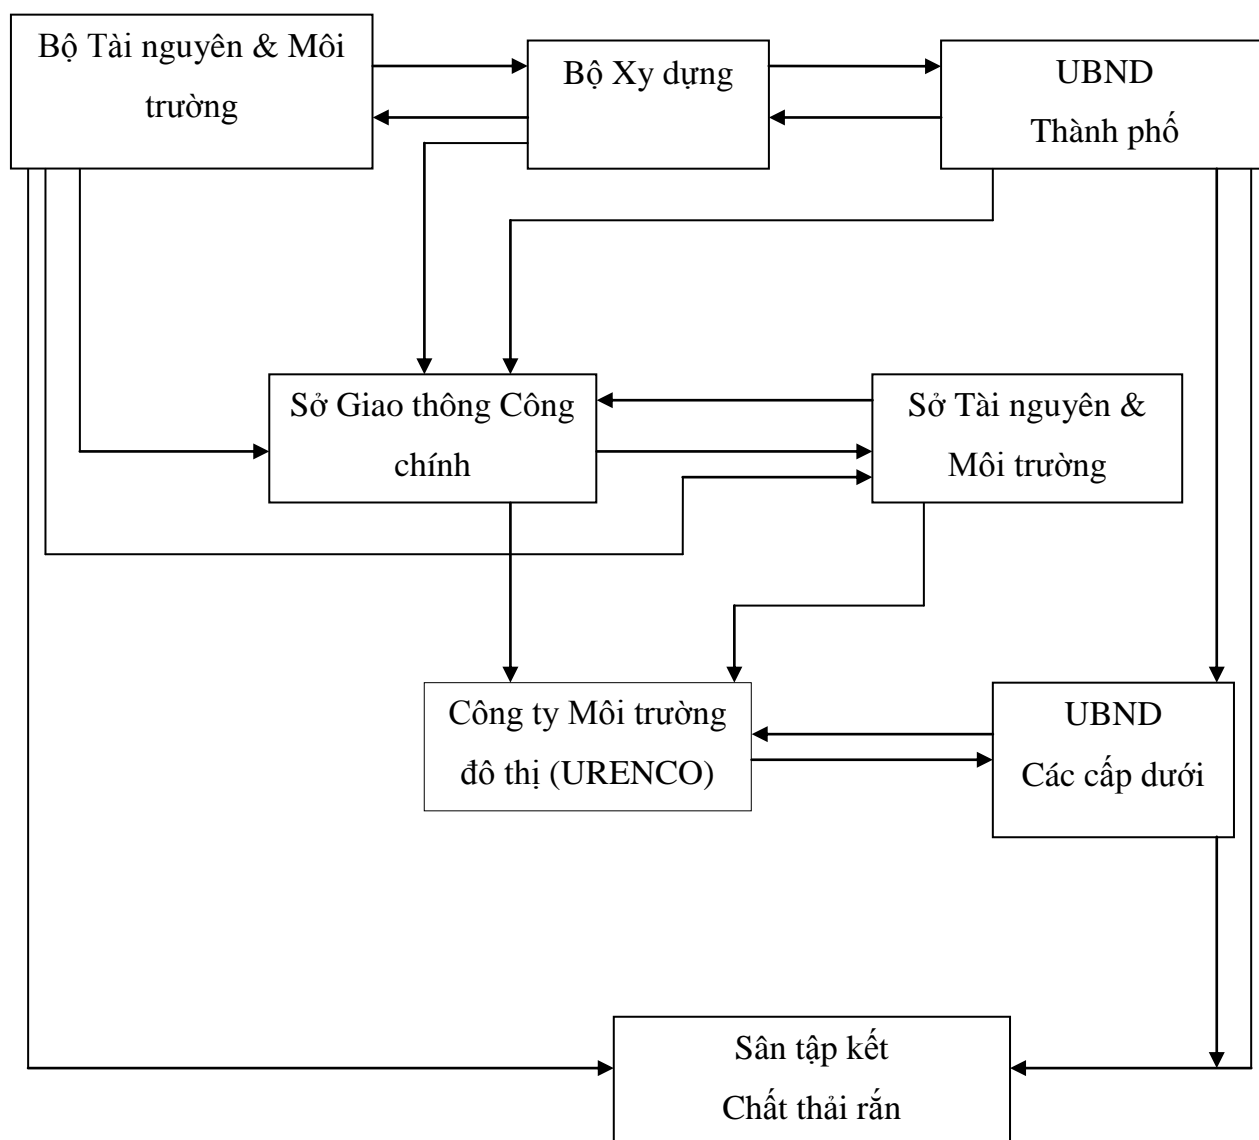 Bộ Tài nguyên & Môi
trường
Bộ Xy dựng
UBND
Thành phố
Sở Giao thông Công
chính
Sở Tài nguyên &
Môi trường
Công ty Môi trường
đô thị (URENCO)
UBND
Các cấp dưới
Sân tập kết
Chất thải rắn